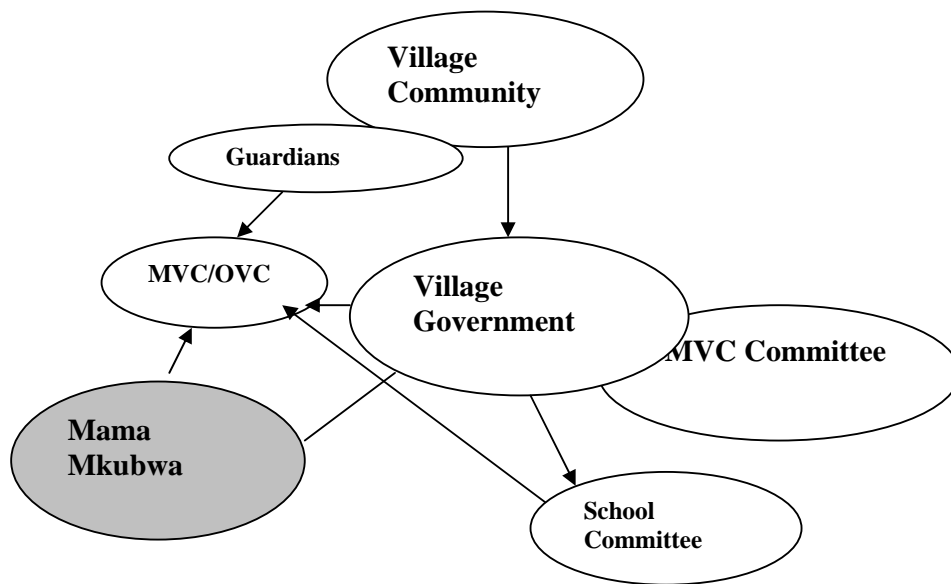 Village
Community
Guardians
MVC/OVC
Village
Government
MVC Committee
Mama
Mkubwa
School
Committee